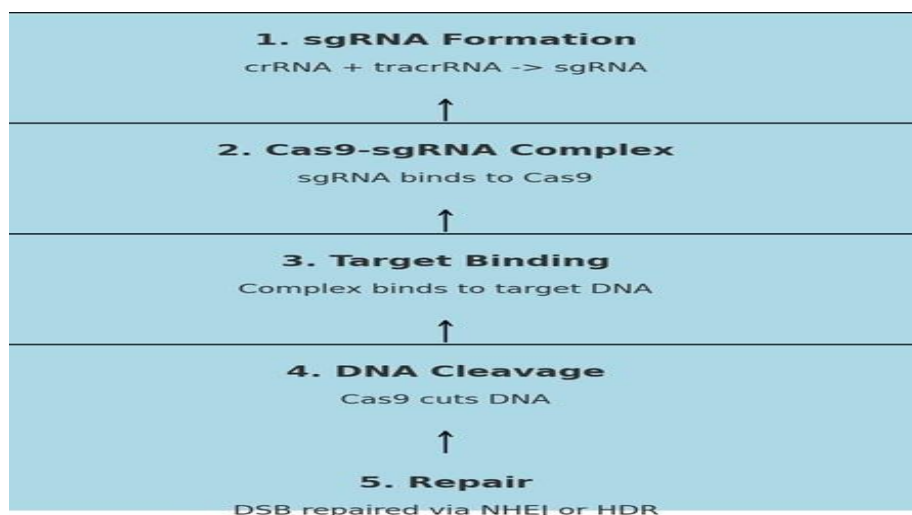 1. sgRNA Formation
crRNA + tracrRNA -> sgRNA
↑
2. Cas9-sgRNA Complex
sgRNA binds to Cas9
↑
3. Target Binding
Complex binds to target DNA
↑
4. DNA Cleavage
Cas9 cuts DNA
↑
5. Repair
DSB repaired via NHEJ or HDR